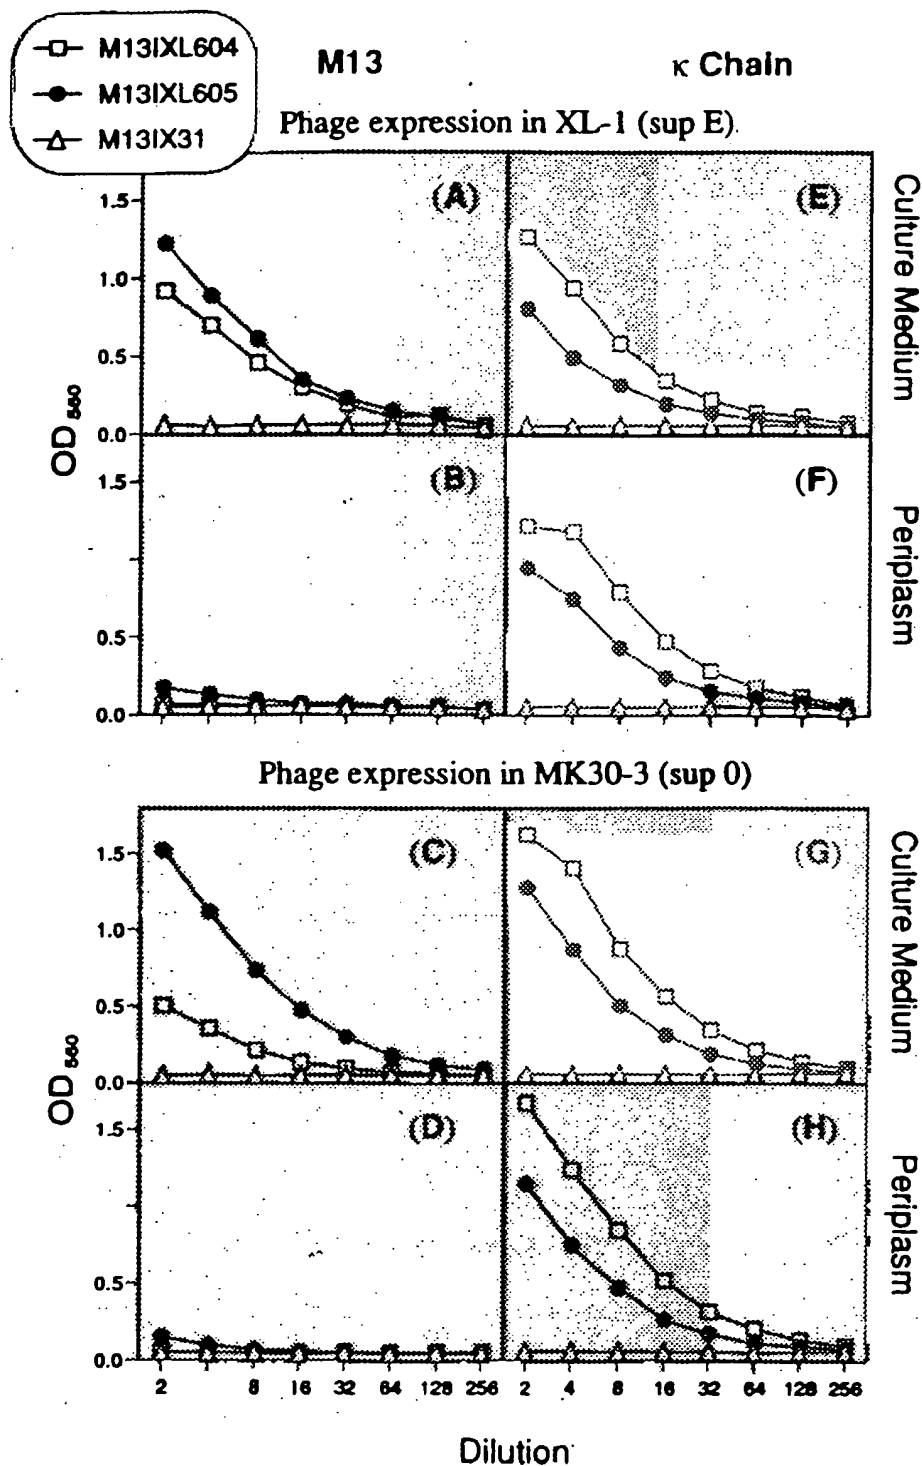 M13IXL604
M13IXL605
M13IX31
M13
κ Chain
Phage expression in XL-1 (sup E)
(A)
(E)
Culture Medium
1.5
1.0
0.5
0.0
OD560
(B)
(F)
Periplasm
1.5
0.5
0.0
Phage expression in MK30-3 (sup 0)
(C)
(G)
Culture Medium
1.5
1.0
0.5
0.0
OD560
(D)
(H)
Periplasm
1.5
0.5
0.0
2 4 8 16 32 64 128 256
2 4 8 16 32 64 128 256
Dilution